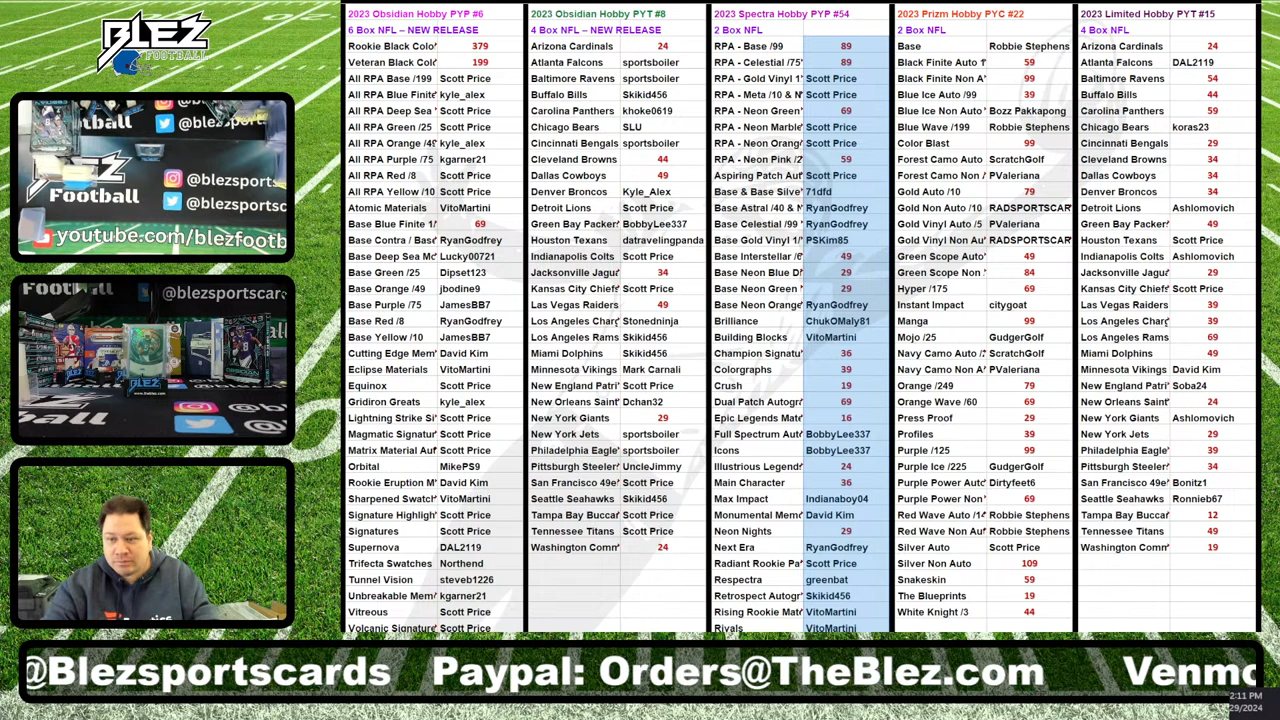 BLEZ
FOOTBALL
@blezsports
@blezsports
Football
youtube.com/blezfootb
@blezsportscar
BLEZ
2023 Obsidian Hobby PYP #6
6 Box NFL – NEW RELEASE
Rookie Black Colo 379
Veteran Black Col 199
All RPA Base /199 Scott Price
All RPA Blue Finite kyle_alex
All RPA Deep Sea Scott Price
All RPA Green /25 Scott Price
All RPA Orange /49 kyle_alex
All RPA Purple /75 kgarner21
All RPA Red /8 Scott Price
All RPA Yellow /10 Scott Price
Atomic Materials VitoMartini
Base Blue Finite 1/ 69
Base Contra / Base RyanGodfrey
Base Deep Sea Mo Lucky00721
Base Green /25 Dipset123
Base Orange /49 jbodine9
Base Purple /75 JamesBB7
Base Red /8 RyanGodfrey
Base Yellow /10 JamesBB7
Cutting Edge Mem David Kim
Eclipse Materials VitoMartini
Equinox Scott Price
Gridiron Greats kyle_alex
Lightning Strike Si Scott Price
Magmatic Signatur Scott Price
Matrix Material Aut Scott Price
Orbital MikePS9
Rookie Eruption M David Kim
Sharpened Swatch VitoMartini
Signature Highligh Scott Price
Signatures Scott Price
Supernova DAL2119
Trifecta Swatches Northend
Tunnel Vision steveb1226
Unbreakable Mem kgarner21
Vitreous Scott Price
Volcanic Signature Scott Price
2023 Obsidian Hobby PYT #8
4 Box NFL – NEW RELEASE
Arizona Cardinals 24
Atlanta Falcons sportsboiler
Baltimore Ravens sportsboiler
Buffalo Bills Skikid456
Carolina Panthers khoke0619
Chicago Bears SLU
Cincinnati Bengals sportsboiler
Cleveland Browns 44
Dallas Cowboys 49
Denver Broncos Kyle_Alex
Detroit Lions Scott Price
Green Bay Packer BobbyLee337
Houston Texans datravelingpanda
Indianapolis Colts Scott Price
Jacksonville Jagu 34
Kansas City Chiefs Scott Price
Las Vegas Raiders 49
Los Angeles Char Stonedninja
Los Angeles Rams Skikid456
Miami Dolphins Skikid456
Minnesota Vikings Mark Carnali
New England Patri Scott Price
New Orleans Saint Dchan32
New York Giants 29
New York Jets sportsboiler
Philadelphia Eagle sportsboiler
Pittsburgh Steeler UncleJimmy
San Francisco 49e Scott Price
Seattle Seahawks Skikid456
Tampa Bay Buccar Scott Price
Tennessee Titans Scott Price
Washington Comm 24
2023 Spectra Hobby PYP #54
2 Box NFL
RPA - Base /99 89
RPA - Celestial /75 89
RPA - Gold Vinyl 1 Scott Price
RPA - Meta /10 & N Scott Price
RPA - Neon Green 69
RPA - Neon Marble Scott Price
RPA - Neon Orang Scott Price
RPA - Neon Pink /2 59
Aspiring Patch Aut Scott Price
Base & Base Silve 71dfd
Base Astral /40 & N RyanGodfrey
Base Celestial /99 RyanGodfrey
Base Gold Vinyl 1/ PSKim85
Base Interstellar /6 49
Base Neon Blue D 29
Base Neon Green 29
Base Neon Orange RyanGodfrey
Brilliance ChukOMaly81
Building Blocks VitoMartini
Champion Signatu 36
Colorgraphs 39
Crush 19
Dual Patch Autogr 69
Epic Legends Mat 16
Full Spectrum Aut BobbyLee337
Icons BobbyLee337
Illustrious Legend 24
Main Character 36
Max Impact Indianaboy04
Monumental Mem David Kim
Neon Nights 29
Next Era RyanGodfrey
Radiant Rookie Pa Scott Price
Respectra greenbat
Retrospect Autogr Skikid456
Rising Rookie Mat VitoMartini
Rivals VitoMartini
2023 Prizm Hobby PYC #22
2 Box NFL
Base Robbie Stephens
Black Finite Auto 1 59
Black Finite Non A 99
Blue Ice Auto /99 39
Blue Ice Non Auto Bozz Pakkapong
Blue Wave /199 Robbie Stephens
Color Blast 99
Forest Camo Auto ScratchGolf
Forest Camo Non PValeriana
Gold Auto /10 79
Gold Non Auto /10 RADSPORTSCAR
Gold Vinyl Auto /5 PValeriana
Gold Vinyl Non Au RADSPORTSCAR
Green Scope Auto 49
Green Scope Non 84
Hyper /175 69
Instant Impact citygoat
Manga 99
Mojo /25 GudgerGolf
Navy Camo Auto / ScratchGolf
Navy Camo Non A PValeriana
Orange /249 79
Orange Wave /60 69
Press Proof 29
Profiles 39
Purple /125 99
Purple Ice /225 GudgerGolf
Purple Power Auto Dirtyfeet6
Purple Power Non 69
Red Wave Auto /14 Robbie Stephens
Red Wave Non Aut Robbie Stephens
Silver Auto Scott Price
Silver Non Auto 109
Snakeskin 59
The Blueprints 19
White Knight /3 44
2023 Limited Hobby PYT #15
4 Box NFL
Arizona Cardinals 24
Atlanta Falcons DAL2119
Baltimore Ravens 54
Buffalo Bills 44
Carolina Panthers 59
Chicago Bears koras23
Cincinnati Bengals 29
Cleveland Browns 34
Dallas Cowboys 34
Denver Broncos 34
Detroit Lions Ashlomovich
Green Bay Packer 49
Houston Texans Scott Price
Indianapolis Colts Ashlomovich
Jacksonville Jagu 29
Kansas City Chiefs Scott Price
Las Vegas Raiders 39
Los Angeles Char 39
Los Angeles Rams 69
Miami Dolphins 49
Minnesota Vikings David Kim
New England Patri Soba24
New Orleans Saint 24
New York Giants Ashlomovich
New York Jets 29
Philadelphia Eagle 39
Pittsburgh Steeler 34
San Francisco 49e Bonitz1
Seattle Seahawks Ronnieb67
Tampa Bay Buccar 12
Tennessee Titans 49
Washington Comm 19
@Blezsportscards Paypal: Orders@TheBlez.com Venmo
2:11 PM
29/2024